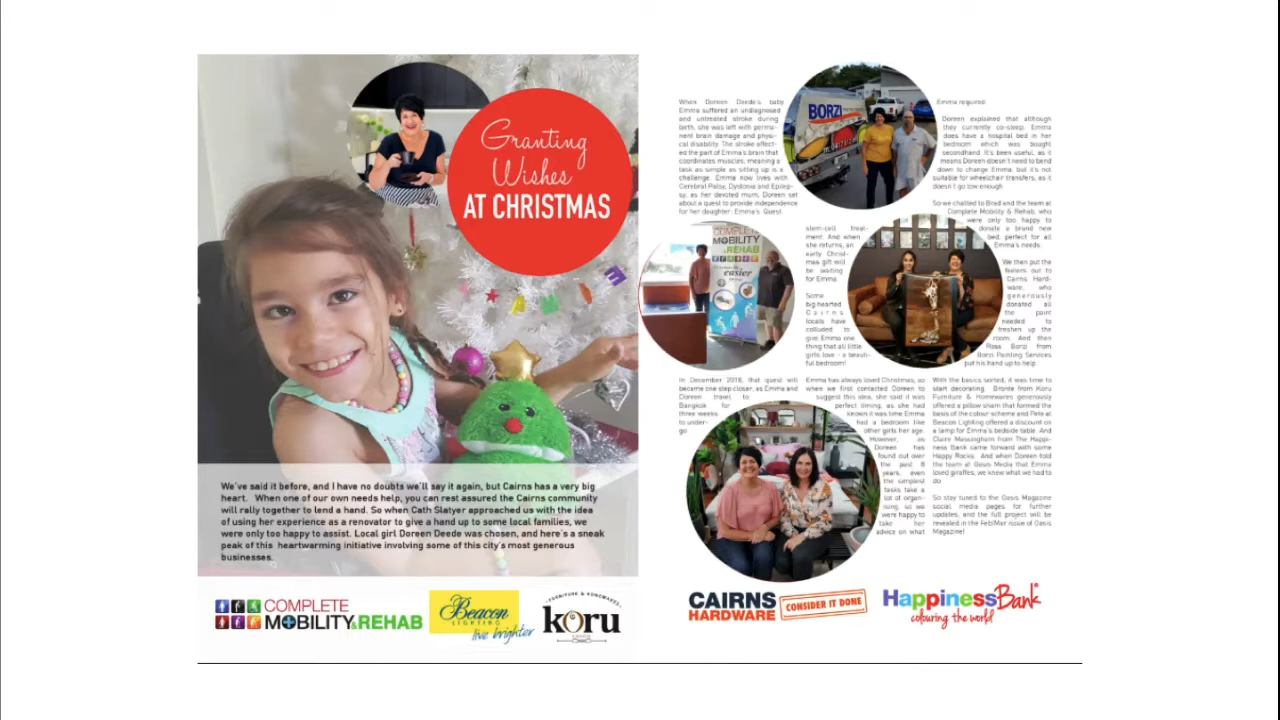 Granting
Wishes
AT CHRISTMAS
We've said it before, and I have no doubts we'll say it again, but Cairns has a very big
heart. When one of our own needs help, you can rest assured the Cairns community
will rally together to lend a hand. So when Cath Slatyer approached us with the idea
of using her experience as a renovator to give a hand up to some local families, we
were only too happy to assist. Local girl Doreen Deede was chosen, and here's a sneak
peak of this heartwarming initiative involving some of this city's most generous
businesses.
COMPLETE
MOBILITY & REHAB
Beacon
LIGHTING
live brighter
FURNITURE & HOMEWARES
koru
When Doreen Deede's baby
Emma suffered an undiagnosed
and untreated stroke during
birth, she was left with perma-
nent brain damage and physi-
cal disability. The stroke effect-
ed the part of Emma's brain that
coordinates muscles, meaning a
task as simple as sitting up is a
challenge. Emma now lives with
Cerebral Palsy, Dystonia and Epilep-
sy, as her devoted mum, Doreen set
about a quest to provide independence
for her daughter: Emma's Quest.
In December 2018, that quest will
become one step closer, as Emma and
Doreen travel to
Bangkok for
three weeks
to under-
go
stem-cell treat-
ment. And when
she returns, an
early Christ-
mas gift will
be waiting
for Emma.
Some
big hearted
Cairns
locals have
colluded to
give Emma one
thing that all little
girls love - a beauti-
ful bedroom!
Emma has always loved Christmas, so
when we first contacted Doreen to
suggest this idea, she said it was
perfect timing, as she had
known it was time Emma
had a bedroom like
other girls her age.
However, as
Doreen has
found out over
the past 8
years, even
the simplest
tasks take a
lot of organ-
ising, so we
were happy to
take her
advice on what
Emma required.
Doreen explained that although
they currently co-sleep, Emma
does have a hospital bed in her
bedroom which was bought
secondhand. It's been useful, as it
means Doreen doesn't need to bend
down to change Emma, but it's not
suitable for wheelchair transfers, as it
doesn't go low enough.
So we chatted to Brad and the team at
Complete Mobility & Rehab, who
were only too happy to
donate a brand new
bed, perfect for all
Emma's needs.
We then put the
feelers out to
Cairns Hard-
ware, who
generously
donated all
the paint
needed to
freshen up the
room. And then
Ross Borzi from
Borzi Painting Services
put his hand up to help.
With the basics sorted, it was time to
start decorating. Bronte from Koru
Furniture & Homewares generously
offered a pillow sham that formed the
basis of the colour scheme and Pete at
Beacon Lighting offered a discount on
a lamp for Emma's bedside table. And
Claire Massingham from The Happi-
ness Bank came forward with some
Happy Rocks. And when Doreen told
the team at Oasis Media that Emma
loved giraffes, we knew what we had to
do
So stay tuned to the Oasis Magazine
social media pages for further
updates, and the full project will be
revealed in the Feb/Mar issue of Oasis
Magazine!
BORZI
COMPLETE
MOBILITY
& REHAB
easier
CAIRNS
HARDWARE
CONSIDER IT DONE
HappinessBank®
colouring the world